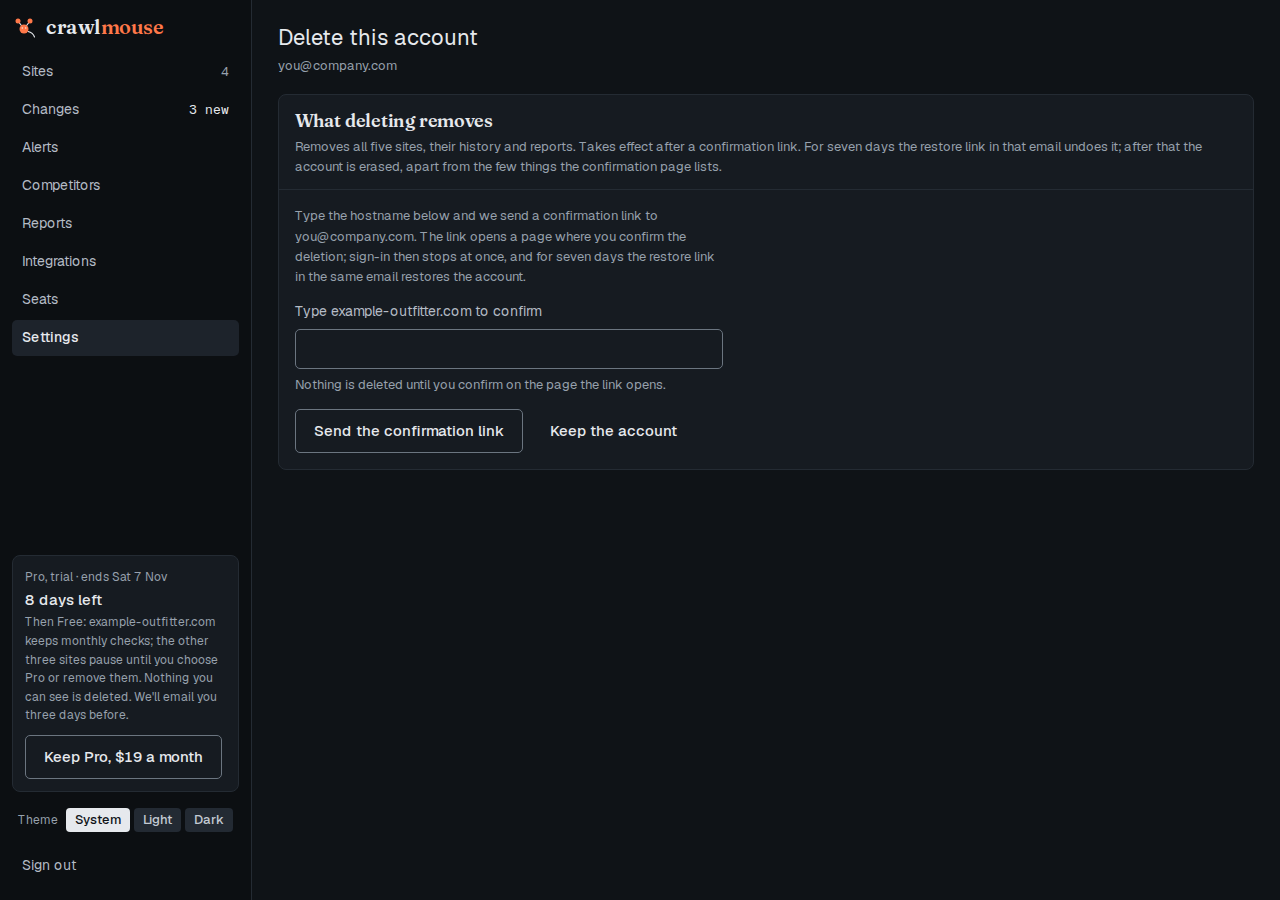 crawlmouse
Sites 4
Changes 3 new
Alerts
Competitors
Reports
Integrations
Seats
Settings
Pro, trial · ends Sat 7 Nov
8 days left
Then Free: example-outfitter.com
keeps monthly checks; the other
three sites pause until you choose
Pro or remove them. Nothing you
can see is deleted. We'll email you
three days before.
Keep Pro, $19 a month
Theme System Light Dark
Sign out
Delete this account
you@company.com
What deleting removes
Removes all five sites, their history and reports. Takes effect after a confirmation link. For seven days the restore link in that email undoes it; after that the
account is erased, apart from the few things the confirmation page lists.
Type the hostname below and we send a confirmation link to
you@company.com. The link opens a page where you confirm the
deletion; sign-in then stops at once, and for seven days the restore link
in the same email restores the account.
Type example-outfitter.com to confirm
Nothing is deleted until you confirm on the page the link opens.
Send the confirmation link Keep the account